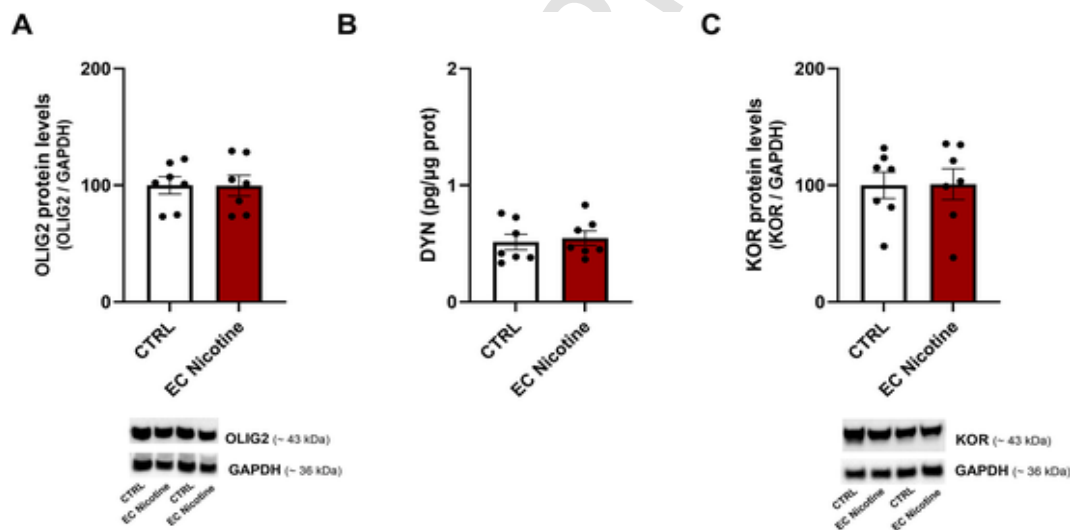 A
B
C
OLIG2 protein levels
(OLIG2 / GAPDH)
200
100
0
CTRL
EC Nicotine
DYN (pg/µg prot)
2
1
0
CTRL
EC Nicotine
KOR protein levels
(KOR / GAPDH)
200
100
0
CTRL
EC Nicotine
OLIG2 (~ 43 kDa)
GAPDH (~ 36 kDa)
CTRL
EC Nicotine
CTRL
EC Nicotine
KOR (~ 43 kDa)
GAPDH (~ 36 kDa)
CTRL
EC Nicotine
CTRL
EC Nicotine